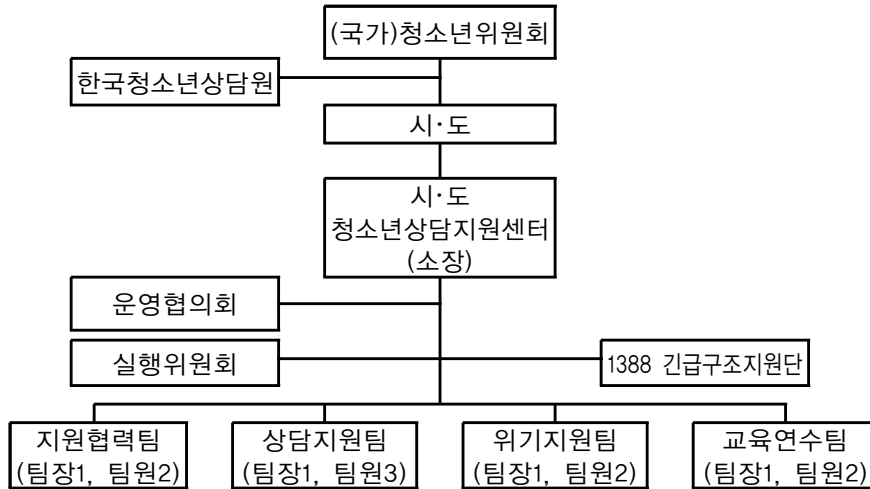 (국가)청소년위원회
한국청소년상담원
시·도
시·도
청소년상담지원센터
(소장)
운영협의회
실행위원회
1388 긴급구조지원단
지원협력팀
(팀장1, 팀원2)
상담지원팀
(팀장1, 팀원3)
위기지원팀
(팀장1, 팀원2)
교육연수팀
(팀장1, 팀원2)